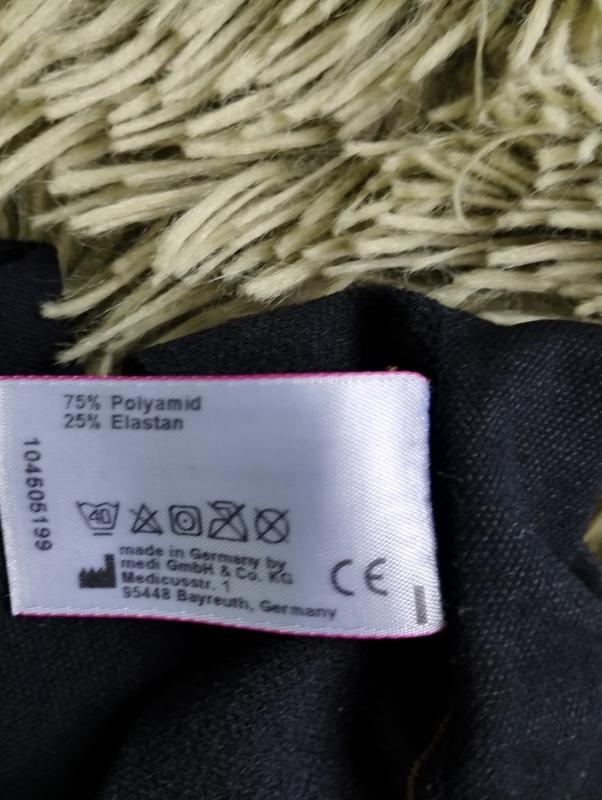 75% Polyamid
25% Elastan
104505199
40
made in Germany by
medi GmbH & Co. KG
Medicusstr. 1
95448 Bayreuth, Germany
CE
I